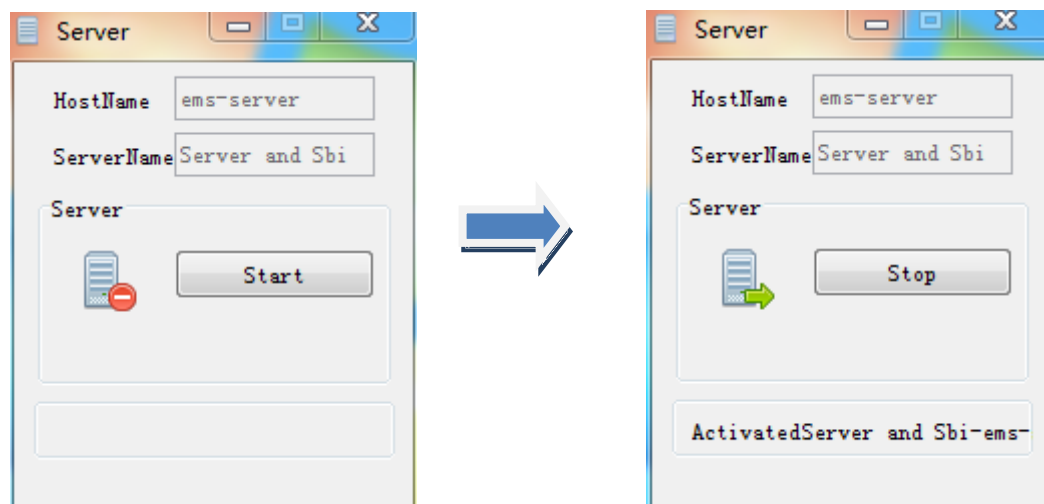 Server
HostName ems-server
ServerName Server and Sbi
Server
Start
Server
HostName ems-server
ServerName Server and Sbi
Server
Stop
ActivatedServer and Sbi-ems-